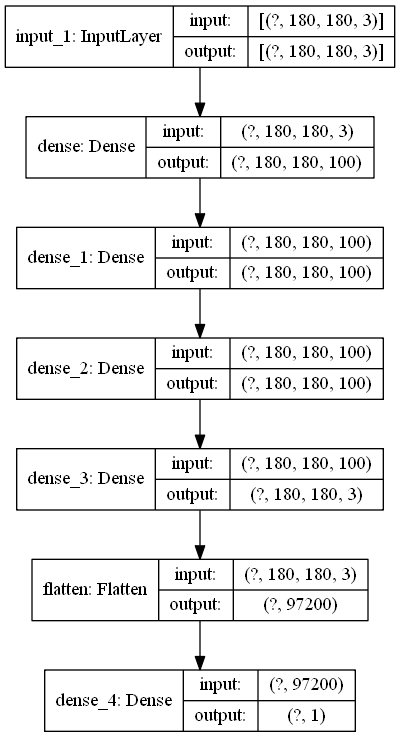 input_1: InputLayer
input: [(?, 180, 180, 3)]
output: [(?, 180, 180, 3)]
dense: Dense
input: (?, 180, 180, 3)
output: (?, 180, 180, 100)
dense_1: Dense
input: (?, 180, 180, 100)
output: (?, 180, 180, 100)
dense_2: Dense
input: (?, 180, 180, 100)
output: (?, 180, 180, 100)
dense_3: Dense
input: (?, 180, 180, 100)
output: (?, 180, 180, 3)
flatten: Flatten
input: (?, 180, 180, 3)
output: (?, 97200)
dense_4: Dense
input: (?, 97200)
output: (?, 1)